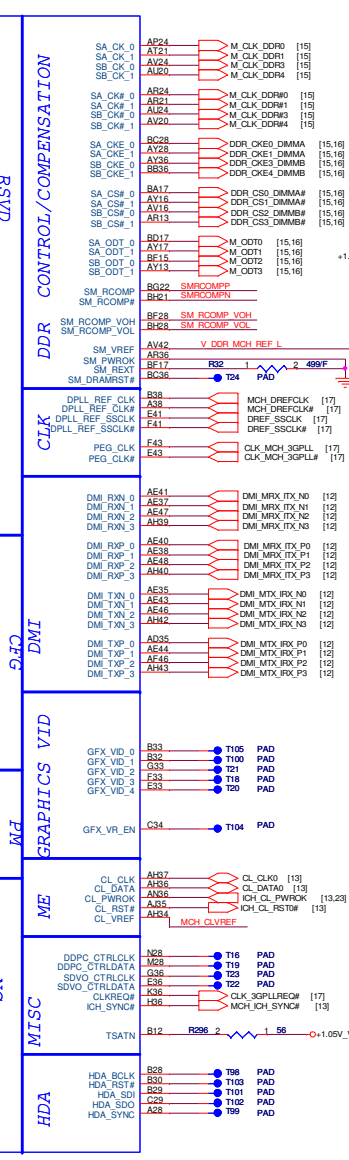 RSVD
CFG
PM
NC
DDR CONTROL/COMPENSATION
SA_CK_0 AP24 M_CLK_DDR0 [15]
SA_CK_1 AT21 M_CLK_DDR1 [15]
SB_CK_0 AV24 M_CLK_DDR3 [15]
SB_CK_1 AU20 M_CLK_DDR4 [15]
SA_CK#_0 AR24 M_CLK_DDR#0 [15]
SA_CK#_1 AR21 M_CLK_DDR#1 [15]
SB_CK#_0 AU24 M_CLK_DDR#3 [15]
SB_CK#_1 AV20 M_CLK_DDR#4 [15]
SA_CKE_0 BC28 DDR_CKE0_DIMMA [15,16]
SA_CKE_1 AY28 DDR_CKE1_DIMMA [15,16]
SB_CKE_0 AY36 DDR_CKE3_DIMMB [15,16]
SB_CKE_1 BB36 DDR_CKE4_DIMMB [15,16]
SA_CS#_0 BA17 DDR_CS0_DIMMA# [15,16]
SA_CS#_1 AY16 DDR_CS1_DIMMA# [15,16]
SB_CS#_0 AV16 DDR_CS2_DIMMB# [15,16]
SB_CS#_1 AR13 DDR_CS3_DIMMB# [15,16]
SA_ODT_0 BD17 M_ODT0 [15,16]
SA_ODT_1 AY17 M_ODT1 [15,16]
SB_ODT_0 BF15 M_ODT2 [15,16]
SB_ODT_1 AY13 M_ODT3 [15,16]
+1.
SM_RCOMP BG22 SMRCOMPP
SM_RCOMP# BH21 SMRCOMPN
SM_RCOMP_VOH BF28 SM_RCOMP_VOH
SM_RCOMP_VOL BH28 SM_RCOMP_VOL
SM_VREF AV42 V_DDR_MCH_REF_L
SM_PWROK AR36
SM_REXT BF17 R32 1 2 499/F
SM_DRAMRST# BC36 T24 PAD
CLK
DPLL_REF_CLK B38 MCH_DREFCLK [17]
DPLL_REF_CLK# A38 MCH_DREFCLK# [17]
DPLL_REF_SSCLK E41 DREF_SSCLK [17]
DPLL_REF_SSCLK# F41 DREF_SSCLK# [17]
PEG_CLK F43 CLK_MCH_3GPLL [17]
PEG_CLK# E43 CLK_MCH_3GPLL# [17]
DMI
DMI_RXN_0 AE41 DMI_MRX_ITX_N0 [12]
DMI_RXN_1 AE37 DMI_MRX_ITX_N1 [12]
DMI_RXN_2 AE47 DMI_MRX_ITX_N2 [12]
DMI_RXN_3 AH39 DMI_MRX_ITX_N3 [12]
DMI_RXP_0 AE40 DMI_MRX_ITX_P0 [12]
DMI_RXP_1 AE38 DMI_MRX_ITX_P1 [12]
DMI_RXP_2 AE48 DMI_MRX_ITX_P2 [12]
DMI_RXP_3 AH40 DMI_MRX_ITX_P3 [12]
DMI_TXN_0 AE35 DMI_MTX_IRX_N0 [12]
DMI_TXN_1 AE43 DMI_MTX_IRX_N1 [12]
DMI_TXN_2 AE46 DMI_MTX_IRX_N2 [12]
DMI_TXN_3 AH42 DMI_MTX_IRX_N3 [12]
DMI_TXP_0 AD35 DMI_MTX_IRX_P0 [12]
DMI_TXP_1 AE44 DMI_MTX_IRX_P1 [12]
DMI_TXP_2 AF46 DMI_MTX_IRX_P2 [12]
DMI_TXP_3 AH43 DMI_MTX_IRX_P3 [12]
GRAPHICS VID
GFX_VID_0 B33 T105 PAD
GFX_VID_1 B32 T100 PAD
GFX_VID_2 G33 T21 PAD
GFX_VID_3 F33 T18 PAD
GFX_VID_4 E33 T20 PAD
GFX_VR_EN C34 T104 PAD
ME
CL_CLK AH37 CL_CLK0 [13]
CL_DATA AH36 CL_DATA0 [13]
CL_PWROK AN36 ICH_CL_PWROK [13,23]
CL_RST# AJ35 ICH_CL_RST0# [13]
CL_VREF AH34 MCH_CLVREF
MISC
DDPC_CTRLCLK N28 T16 PAD
DDPC_CTRLDATA M28 T19 PAD
SDVO_CTRLCLK G36 T23 PAD
SDVO_CTRLDATA E36 T22 PAD
CLKREQ# K36 CLK_3GPLLREQ# [17]
ICH_SYNC# H36 MCH_ICH_SYNC# [13]
TSATN B12 R296 2 1 56 +1.05V_
HDA
HDA_BCLK B28 T98 PAD
HDA_RST# B30 T103 PAD
HDA_SDI B29 T101 PAD
HDA_SDO C29 T102 PAD
HDA_SYNC A28 T99 PAD